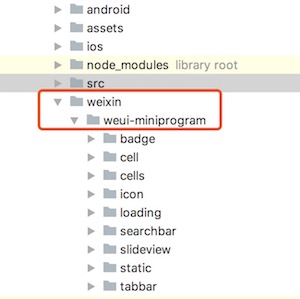 android
assets
ios
node_modules library root
src
weixin
weui-miniprogram
badge
cell
cells
icon
loading
searchbar
slideview
static
tabbar